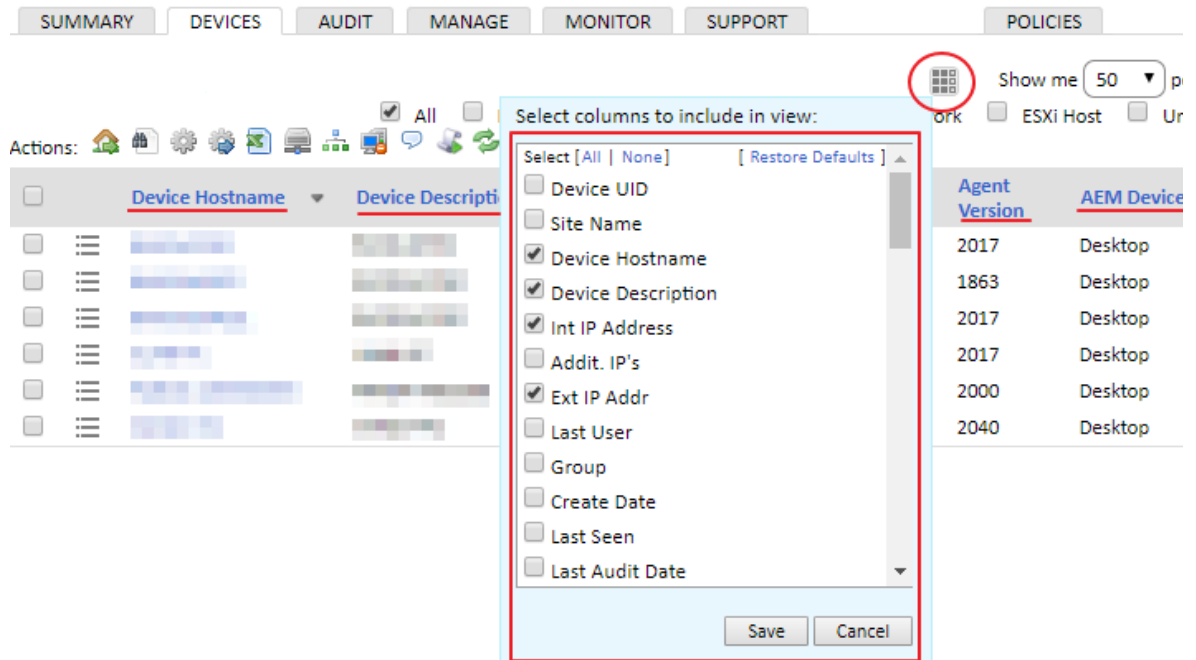 SUMMARY DEVICES AUDIT MANAGE MONITOR SUPPORT POLICIES
Show me 50
All ESXi Host
Select columns to include in view:
Actions:
Select [All | None] [ Restore Defaults ]
Device Hostname
Device UID
Site Name
Device Hostname
Device Description
Int IP Address
Addit. IP's
Ext IP Addr
Last User
Group
Create Date
Last Seen
Last Audit Date
Save Cancel
Agent
Version
AEM Device
2017 Desktop
1863 Desktop
2017 Desktop
2017 Desktop
2000 Desktop
2040 Desktop